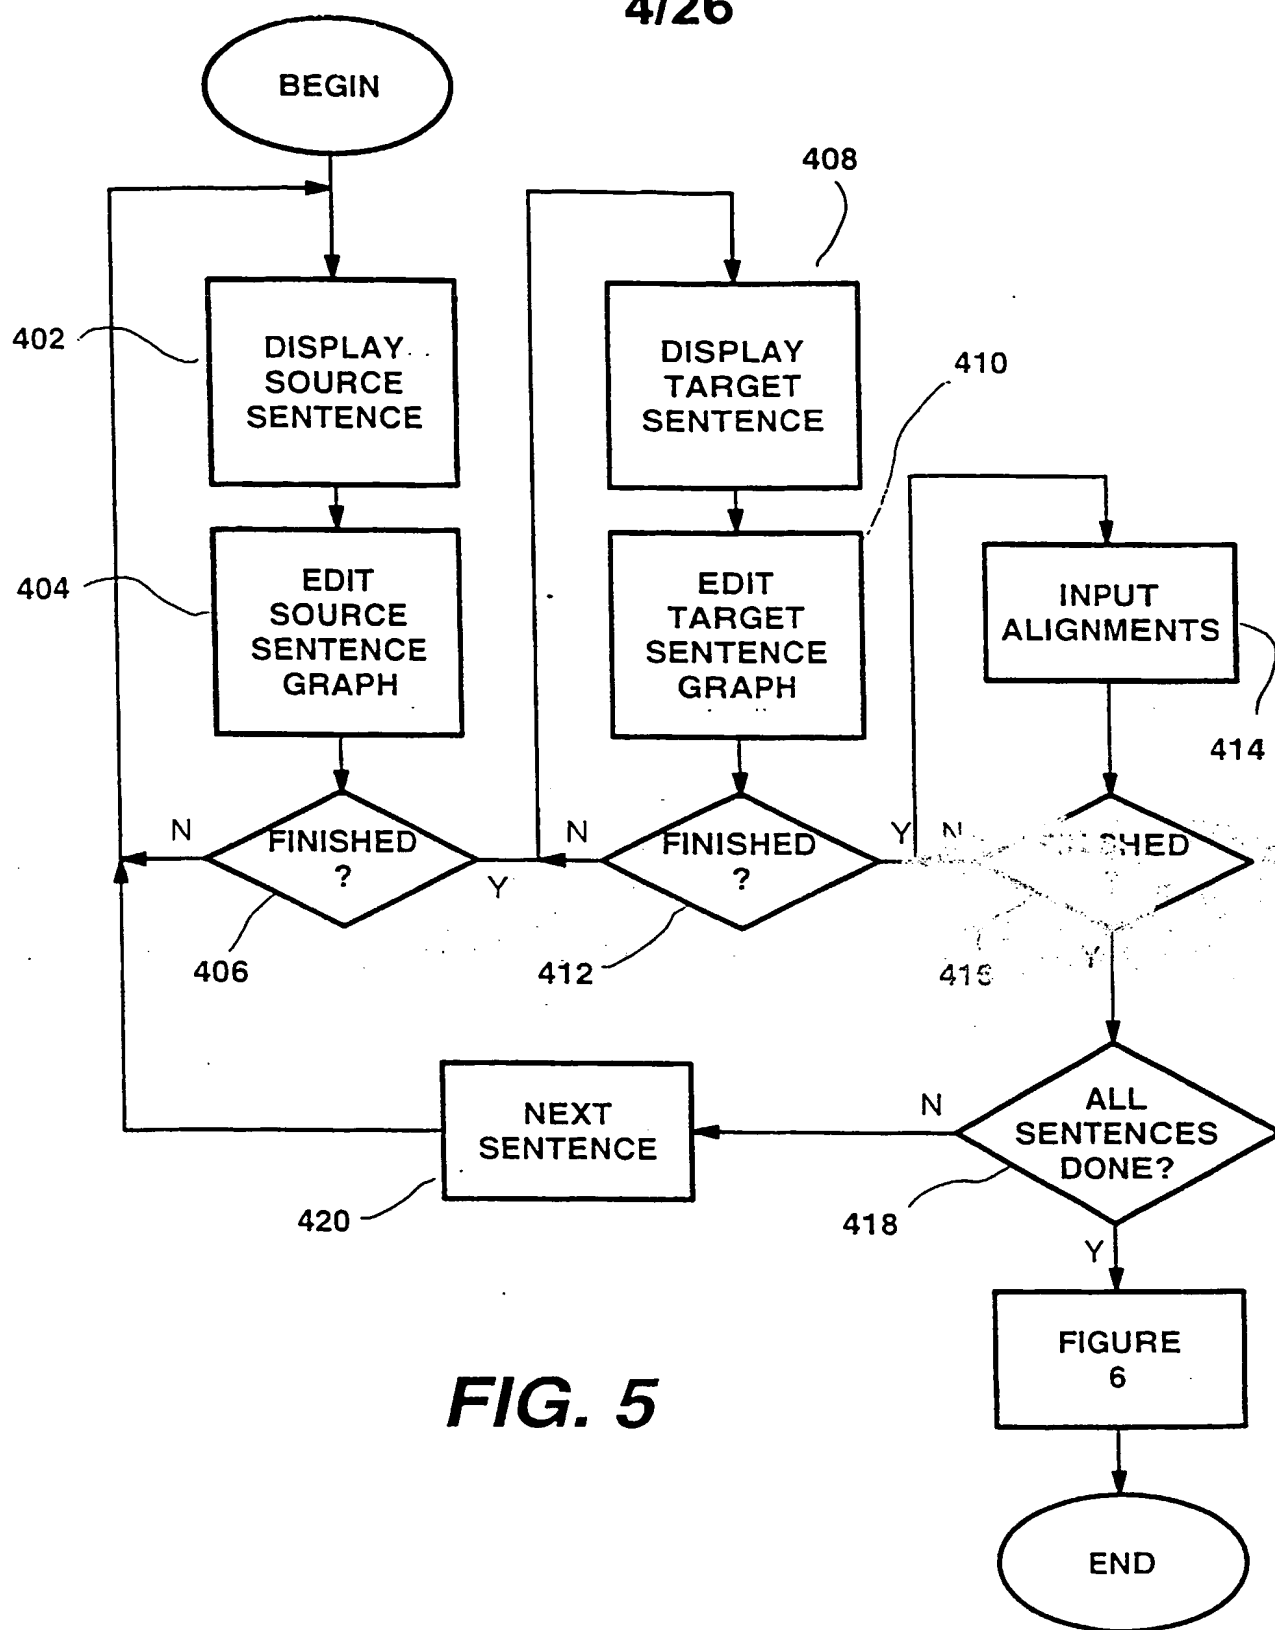 4/26
BEGIN
408
402
DISPLAY
SOURCE
SENTENCE
DISPLAY
TARGET
SENTENCE
410
404
EDIT
SOURCE
SENTENCE
GRAPH
EDIT
TARGET
SENTENCE
GRAPH
INPUT
ALIGNMENTS
414
N
FINISHED
?
Y
406
N
FINISHED
?
Y
412
N
Y
NEXT
SENTENCE
420
N
ALL
SENTENCES
DONE?
418
Y
FIGURE
6
FIG. 5
END